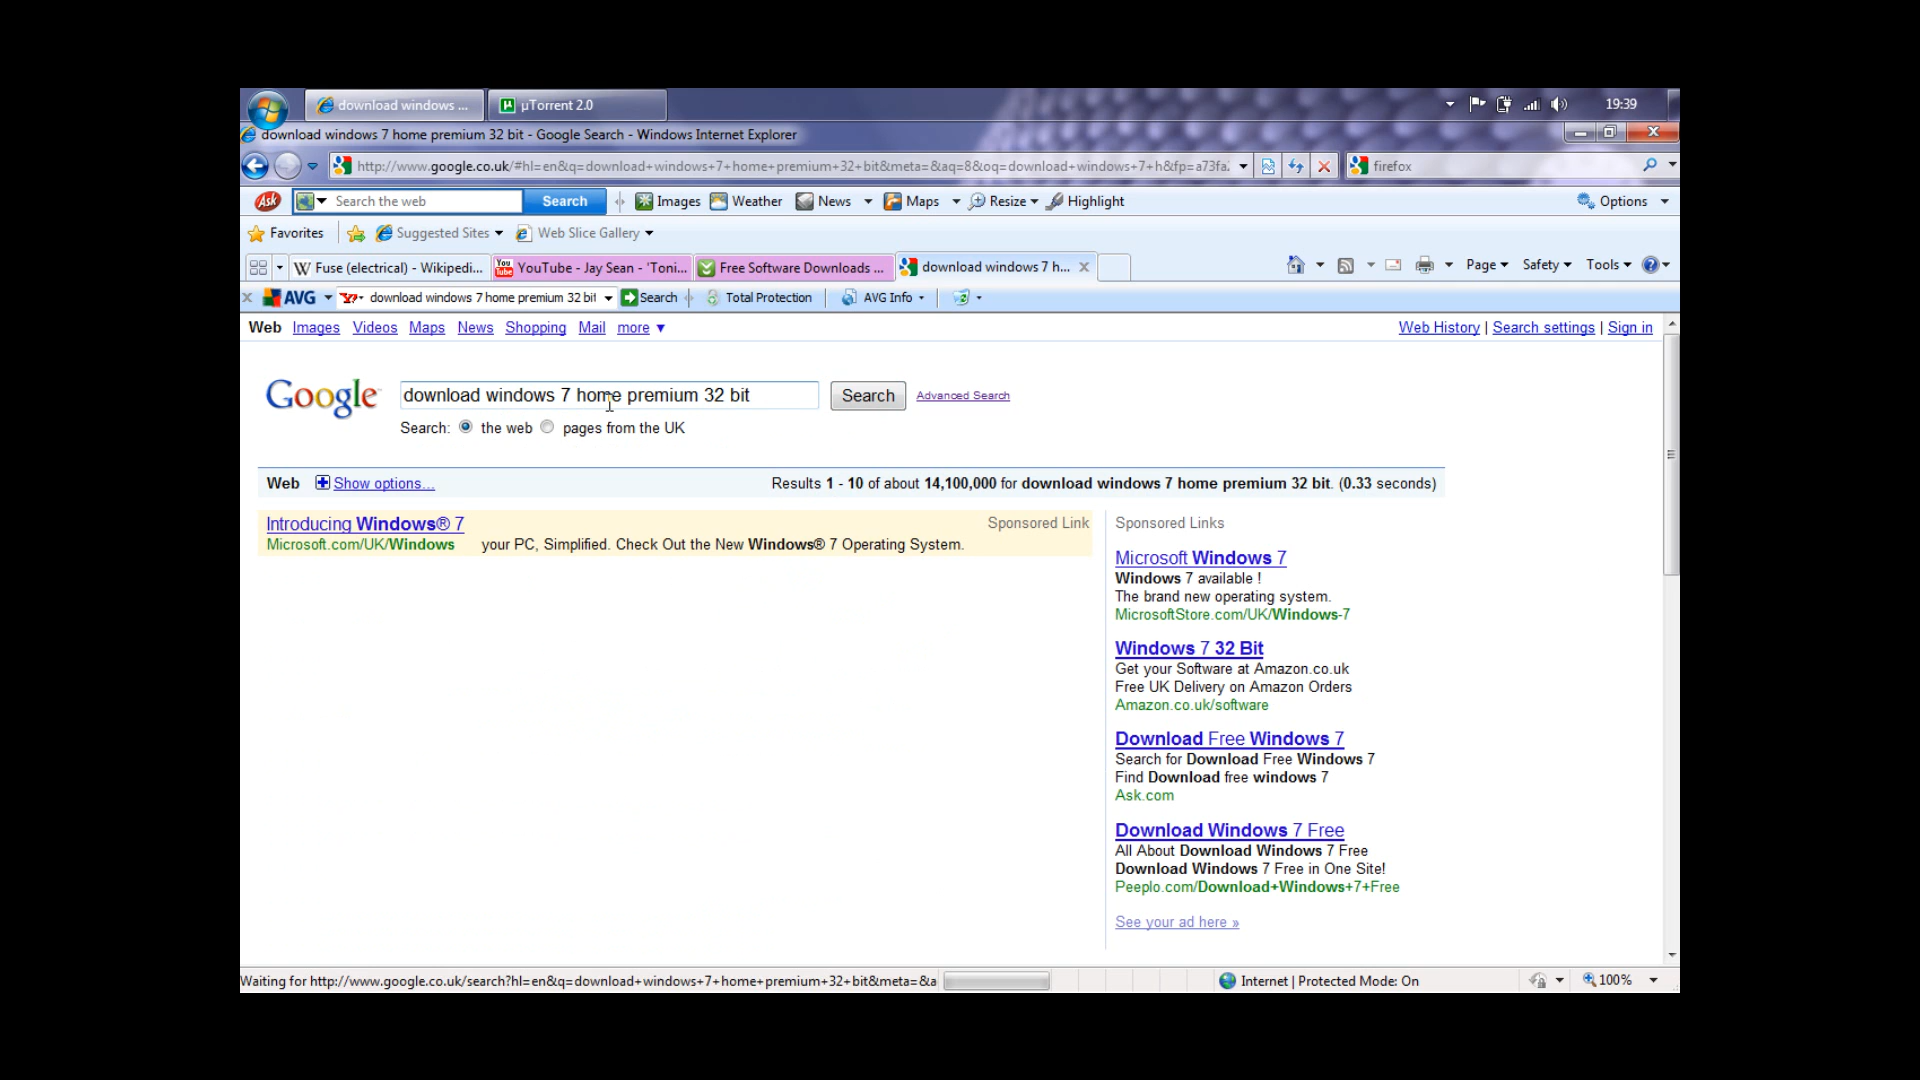 download windows ...
µTorrent 2.0
19:39
download windows 7 home premium 32 bit - Google Search - Windows Internet Explorer
http://www.google.co.uk/#hl=en&q=download+windows+7+home+premium+32+bit&meta=&aq=8&oq=download+windows+7+h&fp=a73fa
firefox
Ask
Search the web
Search
Images
Weather
News
Maps
Resize
Highlight
Options
Favorites
Suggested Sites
Web Slice Gallery
Fuse (electrical) - Wikipedi...
YouTube - Jay Sean - 'Toni...
Free Software Downloads ...
download windows 7 h...
Page
Safety
Tools
AVG
download windows 7 home premium 32 bit
Search
Total Protection
AVG Info
Web Images Videos Maps News Shopping Mail more ▼
Web History | Search settings | Sign in
Google
download windows 7 home premium 32 bit
Search
Advanced Search
Search: the web pages from the UK
Web Show options...
Results 1 - 10 of about 14,100,000 for download windows 7 home premium 32 bit. (0.33 seconds)
Introducing Windows® 7
Sponsored Link
Microsoft.com/UK/Windows your PC, Simplified. Check Out the New Windows® 7 Operating System.
Sponsored Links
Microsoft Windows 7
Windows 7 available !
The brand new operating system.
MicrosoftStore.com/UK/Windows-7
Windows 7 32 Bit
Get your Software at Amazon.co.uk
Free UK Delivery on Amazon Orders
Amazon.co.uk/software
Download Free Windows 7
Search for Download Free Windows 7
Find Download free windows 7
Ask.com
Download Windows 7 Free
All About Download Windows 7 Free
Download Windows 7 Free in One Site!
Peeplo.com/Download+Windows+7+Free
See your ad here »
Waiting for http://www.google.co.uk/search?hl=en&q=download+windows+7+home+premium+32+bit&meta=&a
Internet | Protected Mode: On
100%